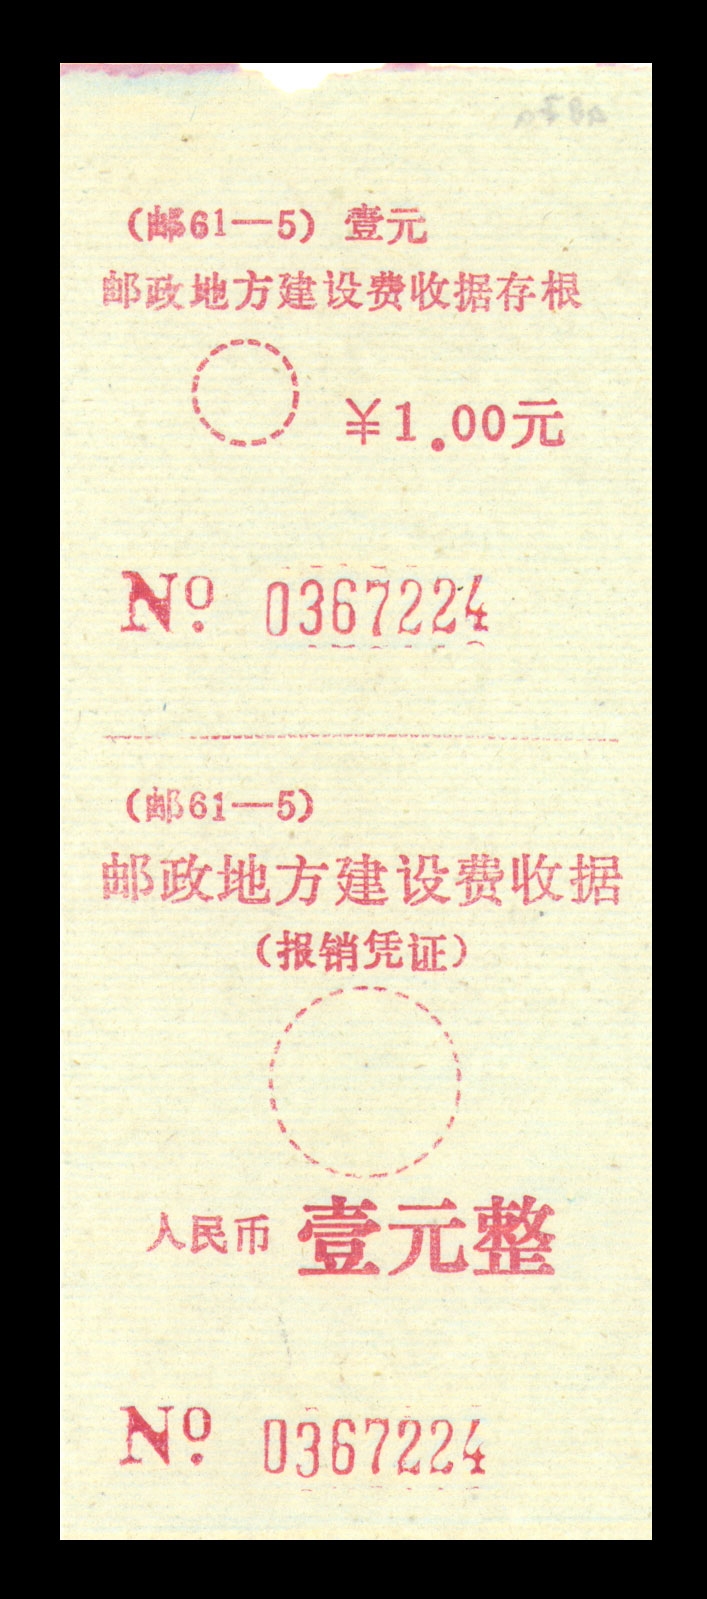 (邮61—5) 壹元
邮政地方建设费收据存根
¥1.00元
Nº. 0367224
(邮61—5)
邮政地方建设费收据
(报销凭证)
人民币 壹元整
Nº. 0367224